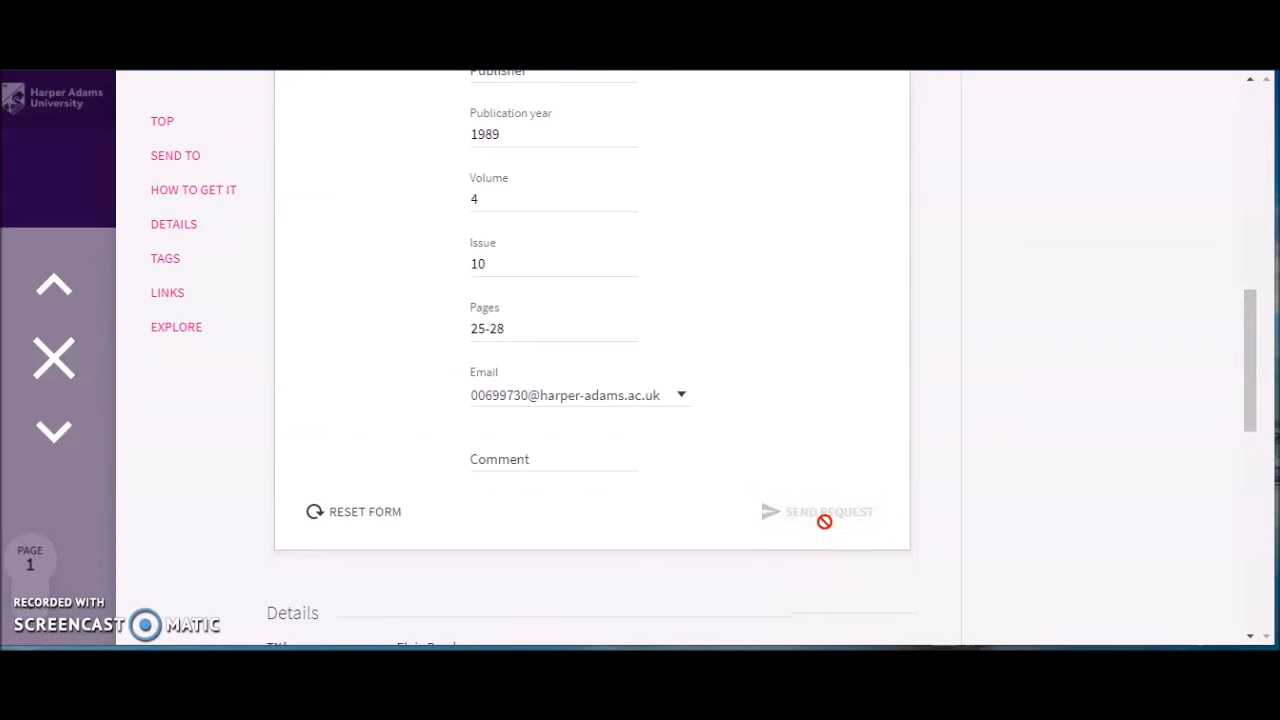 Publisher
Harper Adams
University
TOP
SEND TO
HOW TO GET IT
DETAILS
TAGS
LINKS
EXPLORE
Publication year
1989
Volume
4
Issue
10
Pages
25-28
Email
00699730@harper-adams.ac.uk
Comment
RESET FORM
SEND REQUEST
PAGE
1
RECORDED WITH
SCREENCAST MATIC
Details